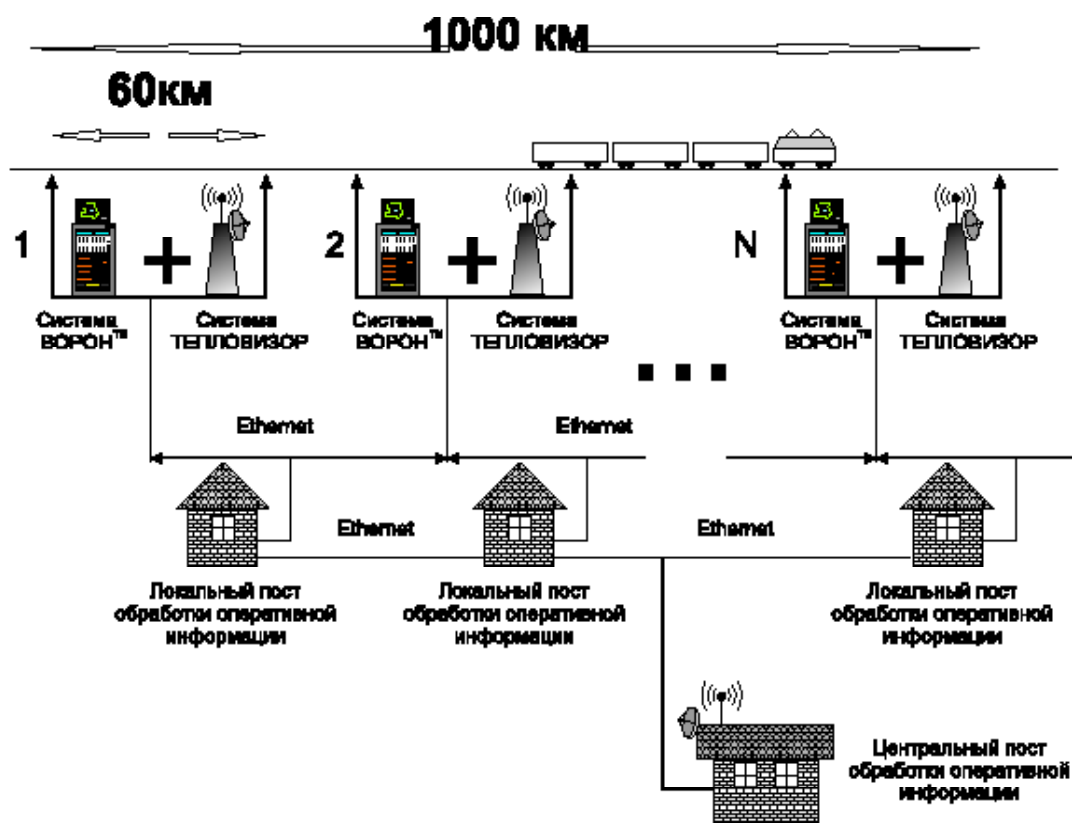 1000 км
60км
1
2
N
Система
ВОРОН™
Система
ТЕПЛОВИЗОР
Система
ВОРОН™
Система
ТЕПЛОВИЗОР
Система
ВОРОН™
Система
ТЕПЛОВИЗОР
Ethernet
Ethernet
Ethernet
Ethernet
Локальный пост
обработки оперативной
информации
Локальный пост
обработки оперативной
информации
Локальный пост
обработки оперативной
информации
Центральный пост
обработки оперативной
информации